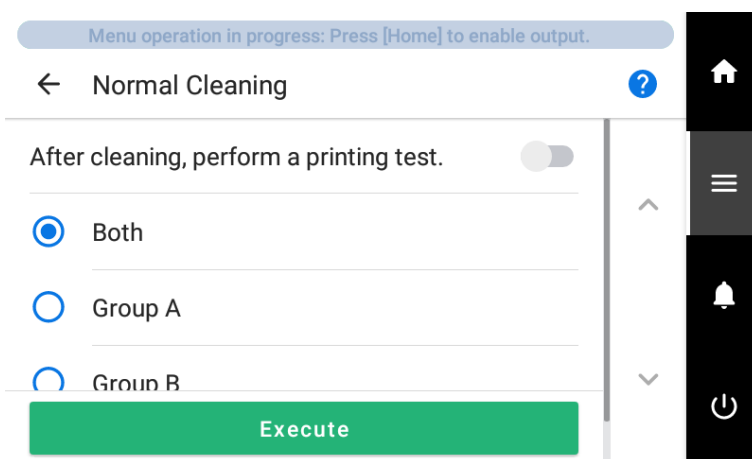 Menu operation in progress: Press [Home] to enable output.
Normal Cleaning
?
After cleaning, perform a printing test.
Both
Group A
Group B
Execute